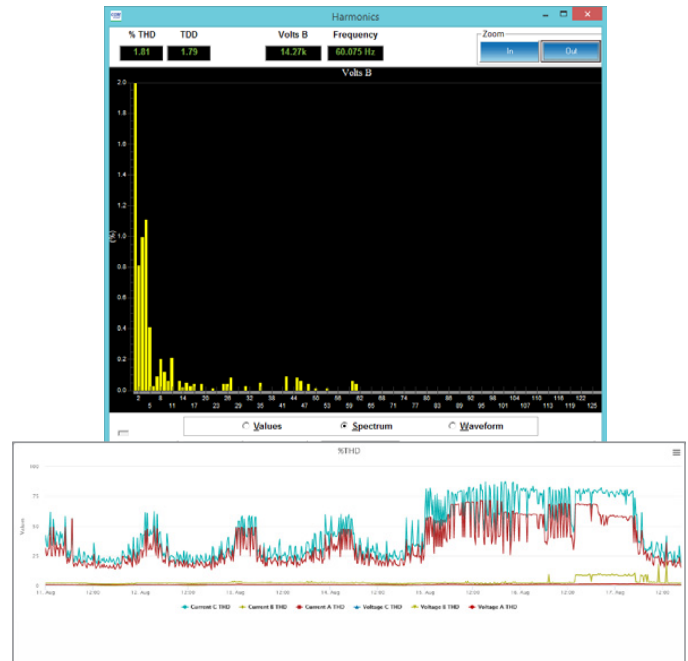 Harmonics
% THD TDD Volts B Frequency Zoom
1.81 1.79 14.27k 60.075 Hz In Out
Volts B
2.0
1.8
1.6
1.4
1.2
(%)
1.0
0.8
0.6
0.4
0.2
0.0
2 8 14 20 26 32 38 44 50 56 62 68 74 80 86 92 98 104 110 116 122
5 11 17 23 29 35 41 47 53 59 65 71 77 83 89 95 101 107 113 119 125
Values Spectrum Waveform
%THD
Values
100
75
50
25
0
11. Aug 12:00 12. Aug 12:00 13. Aug 12:00 14. Aug 12:00 15. Aug 12:00 16. Aug 12:00 17. Aug 12:00
Current C THD Current B THD Current A THD Voltage C THD Voltage B THD Voltage A THD